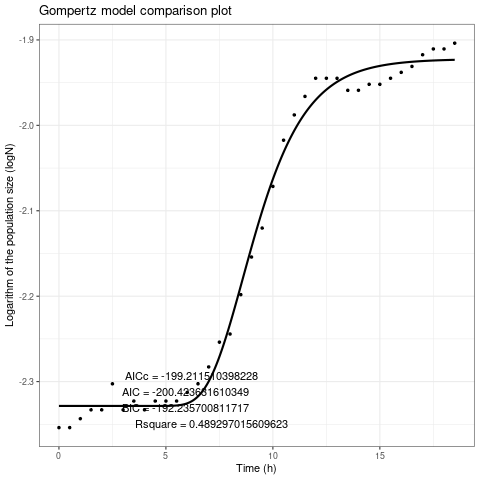 Gompertz model comparison plot
Logarithm of the population size (logN)
-1.9
-2.0
-2.1
-2.2
-2.3
AICc = -199.211510398228
AIC = -200.423631610349
BIC = -192.235700811717
Rsquare = 0.489297015609623
0 5 10 15
Time (h)